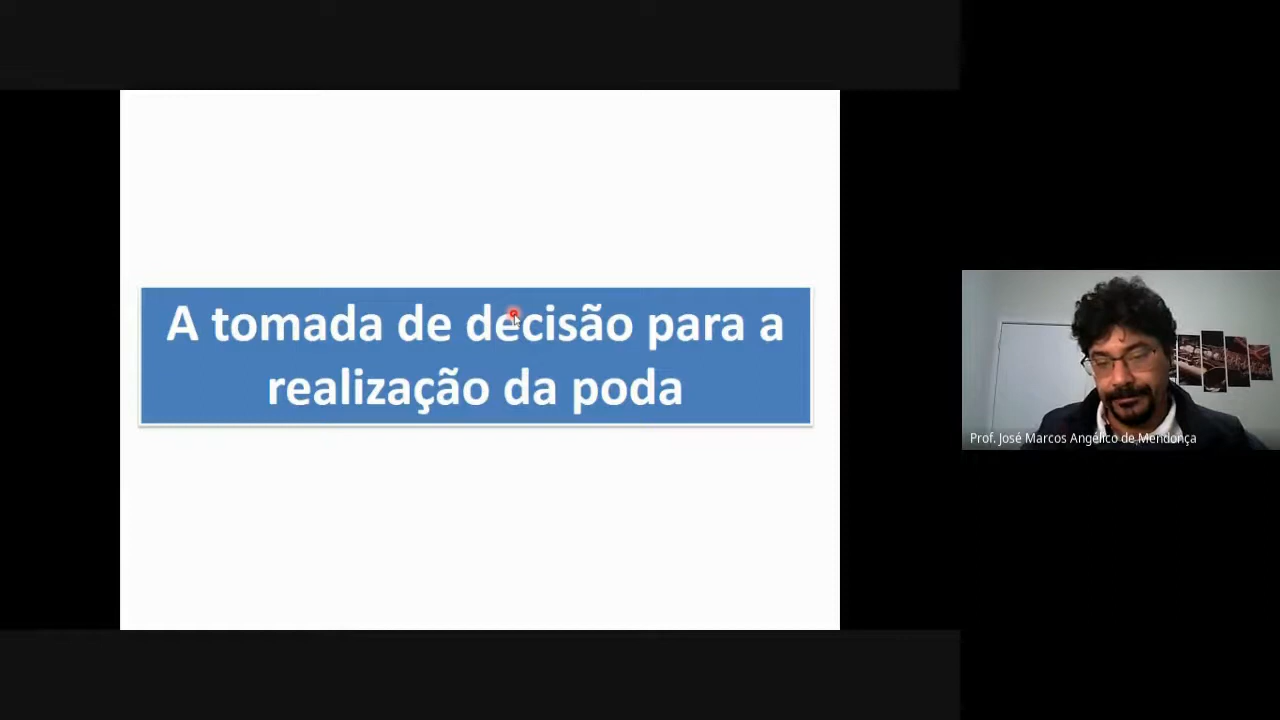 A tomada de decisão para a
realização da poda
Prof. José Marcos Angélico de Mendonça